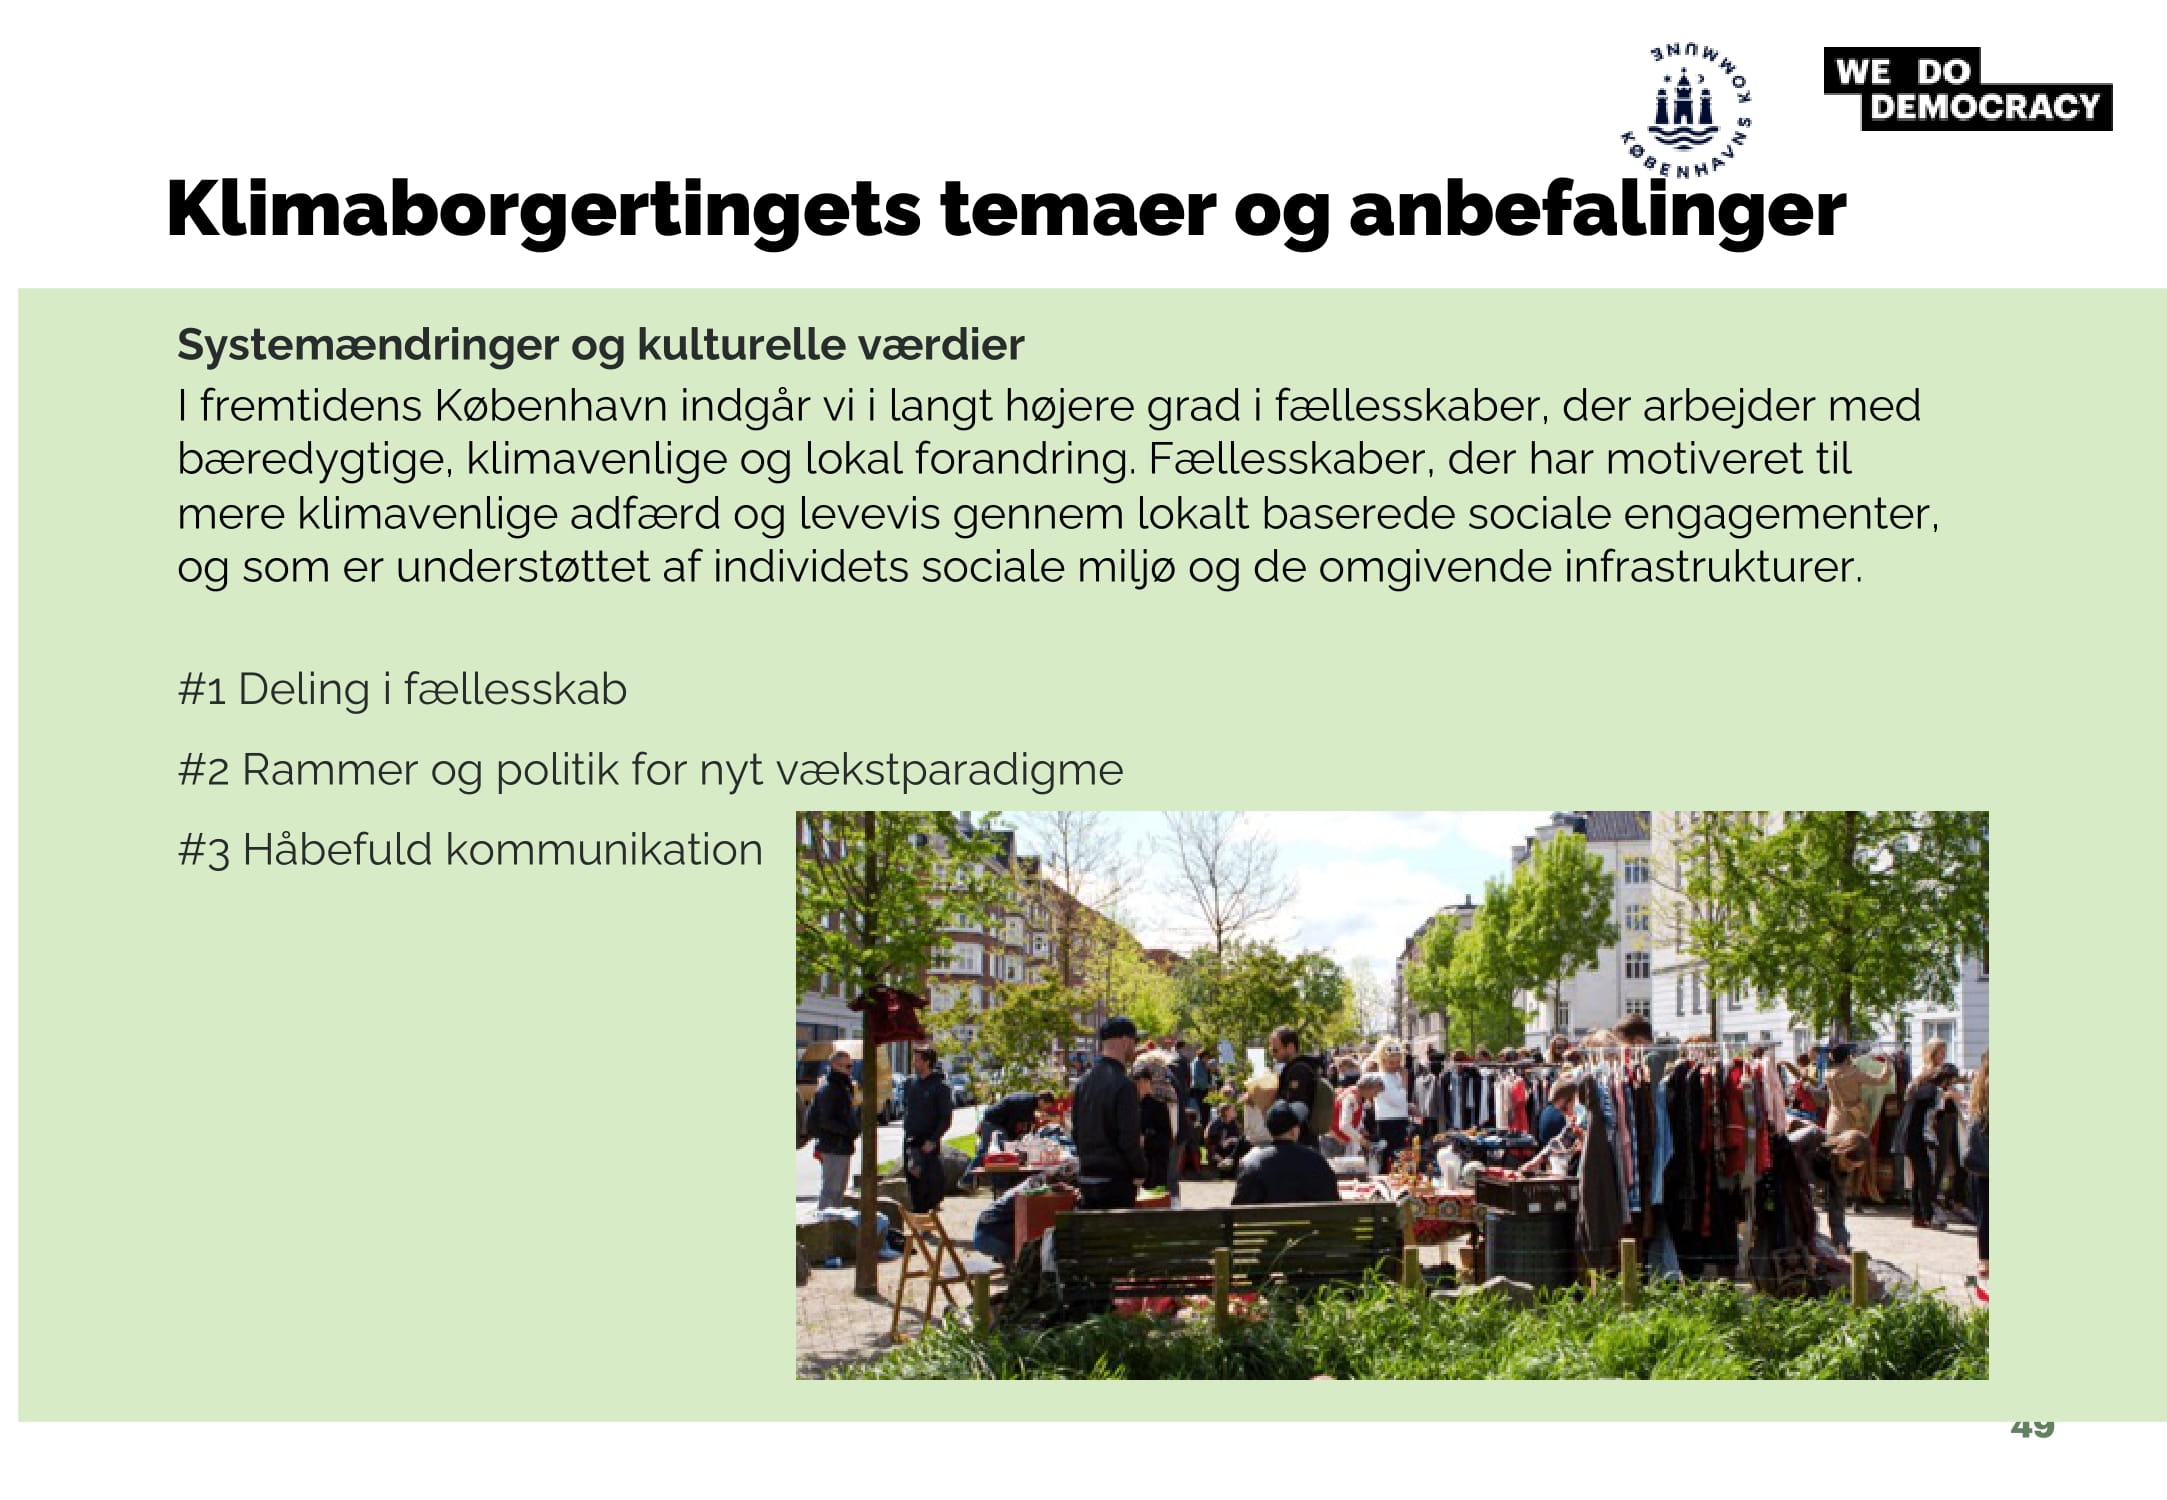 KØBENHAVNS KOMMUNE
WE DO
DEMOCRACY
Klimaborgertingets temaer og anbefalinger
Systemændringer og kulturelle værdier
I fremtidens København indgår vi i langt højere grad i fællesskaber, der arbejder med
bæredygtige, klimavenlige og lokal forandring. Fællesskaber, der har motiveret til
mere klimavenlige adfærd og levevis gennem lokalt baserede sociale engagementer,
og som er understøttet af individets sociale miljø og de omgivende infrastrukturer.
#1 Deling i fællesskab
#2 Rammer og politik for nyt vækstparadigme
#3 Håbefuld kommunikation
49